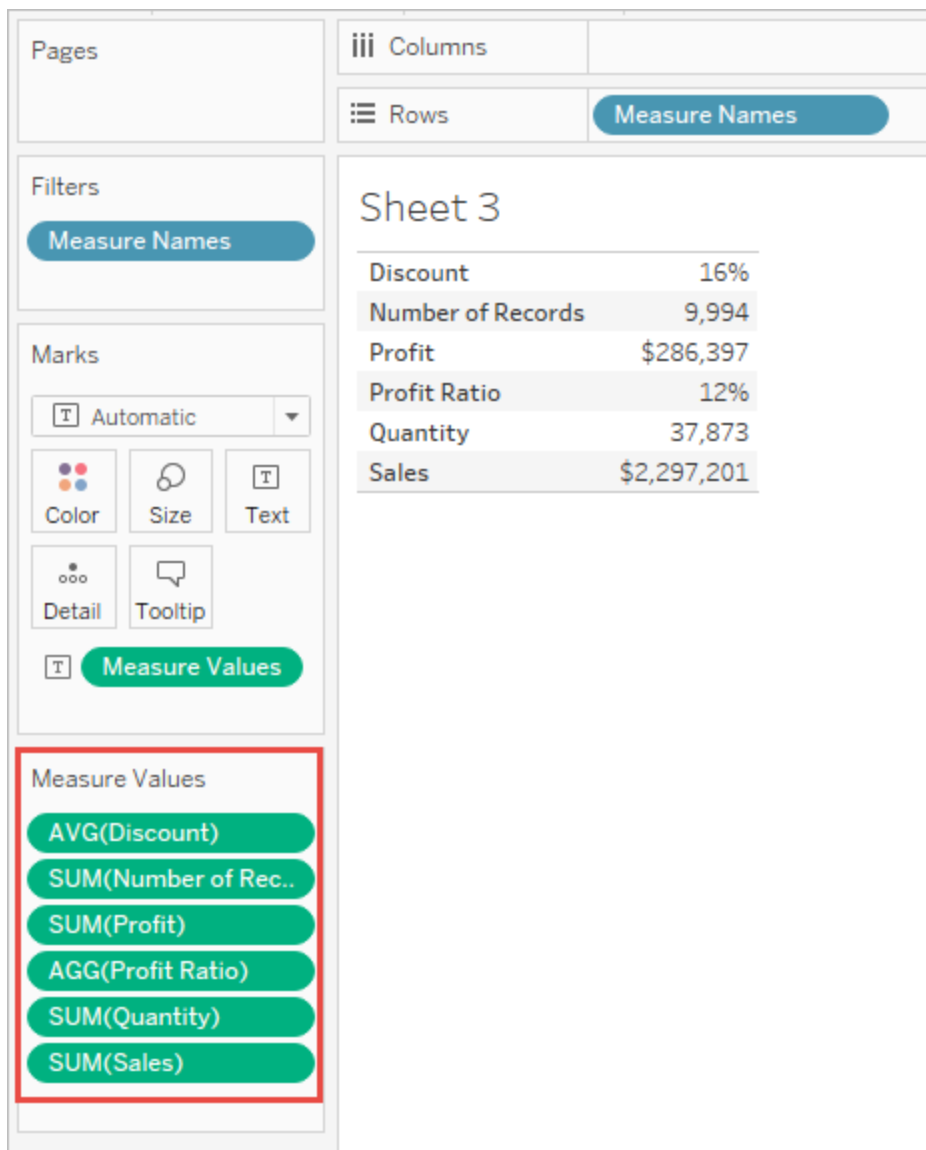 Pages
Columns
Rows
Measure Names
Filters
Measure Names
Sheet 3
Discount 16%
Number of Records 9,994
Profit $286,397
Profit Ratio 12%
Quantity 37,873
Sales $2,297,201
Marks
T Automatic
Color Size T Text
Detail Tooltip
T Measure Values
Measure Values
AVG(Discount)
SUM(Number of Rec..
SUM(Profit)
AGG(Profit Ratio)
SUM(Quantity)
SUM(Sales)